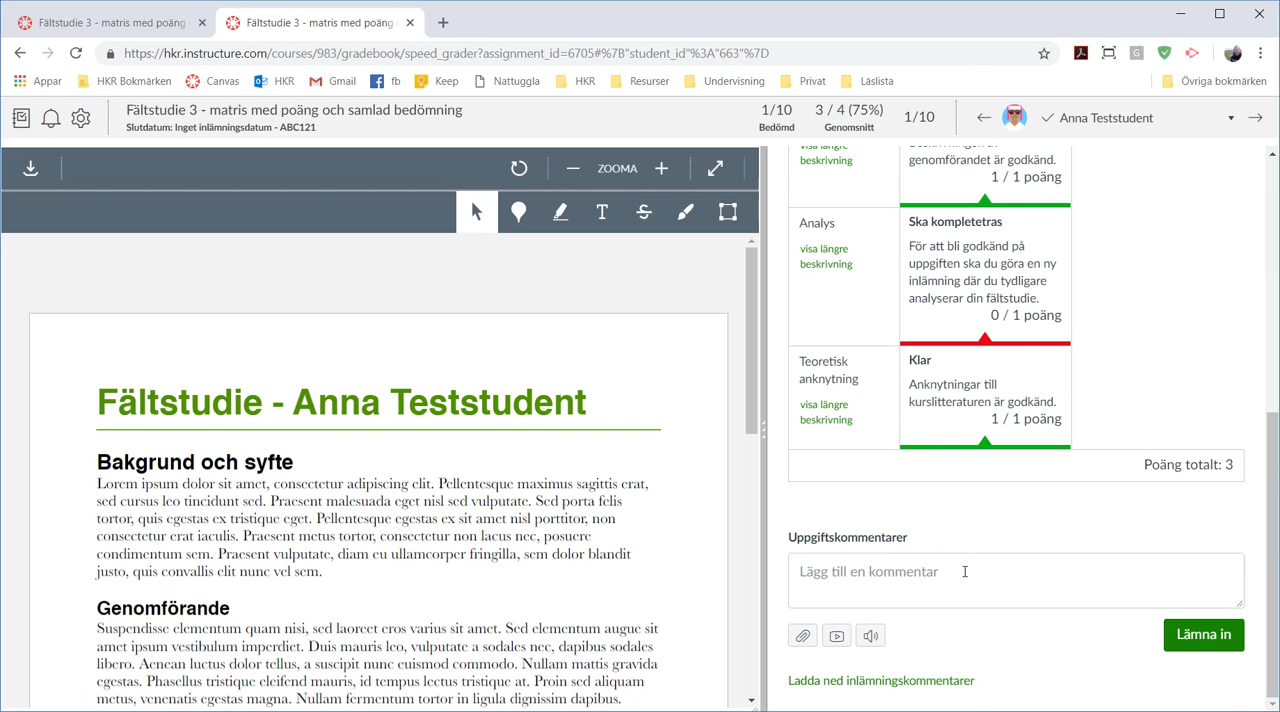 Fältstudie 3 - matris med poäng
Fältstudie 3 - matris med poäng
https://hkr.instructure.com/courses/983/gradebook/speed_grader?assignment_id=6705#%7B"student_id"%3A"663"%7D
Appar
HKR Bokmärken
Canvas
HKR
Gmail
fb
Keep
Nattuggla
HKR
Resurser
Undervisning
Privat
Läslista
Övriga bokmärken
Fältstudie 3 - matris med poäng och samlad bedömning
Slutdatum: Inget inlämningsdatum - ABC121
1/10
Bedömd
3 / 4 (75%)
Genomsnitt
1/10
Anna Teststudent
ZOOMA
T
S
Fältstudie - Anna Teststudent
Bakgrund och syfte
Lorem ipsum dolor sit amet, consectetur adipiscing elit. Pellentesque maximus sagittis erat,
sed cursus leo tincidunt sed. Praesent malesuada eget nisl sed vulputate. Sed porta felis
tortor, quis egestas ex tristique eget. Pellentesque egestas ex sit amet nisl porttitor, non
consectetur erat iaculis. Praesent metus tortor, consectetur non lacus nec, posuere
condimentum sem. Praesent vulputate, diam eu ullamcorper fringilla, sem dolor blandit
justo, quis convallis elit nunc vel sem.
Genomförande
Suspendisse elementum quam nisi, sed laoreet eros varius sit amet. Sed elementum augue sit
amet ipsum vestibulum imperdiet. Duis mauris leo, vulputate a sodales nec, dapibus sodales
libero. Aenean luctus dolor tellus, a suscipit nunc euismod commodo. Nullam mattis gravida
egestas. Phasellus tristique eleifend mauris, id tempus lectus tristique at. Proin sed aliquam
metus, venenatis egestas magna. Nullam fermentum tortor in ligula dignissim dapibus.
visa längre
beskrivning
genomförandet är godkänd.
1 / 1 poäng
Analys
visa längre
beskrivning
Ska kompletetras
För att bli godkänd på
uppgiften ska du göra en ny
inlämning där du tydligare
analyserar din fältstudie.
0 / 1 poäng
Teoretisk
anknytning
visa längre
beskrivning
Klar
Anknytningar till
kurslitteraturen är godkänd.
1 / 1 poäng
Poäng totalt: 3
Uppgiftskommentarer
Lägg till en kommentar
Lämna in
Ladda ned inlämningskommentarer